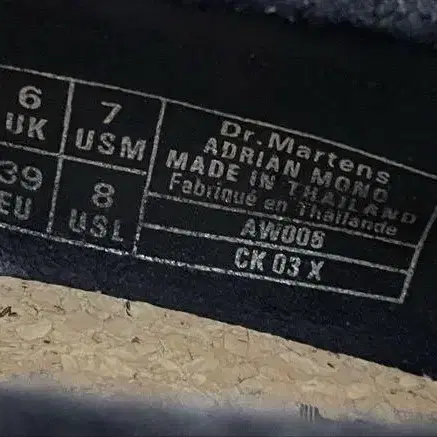 6 UK
7 USM
39 EU
8 USL
Dr.Martens
ADRIAN MONO
MADE IN THAILAND
Fabriqué en Thaïlande
AW006
CK 03 X